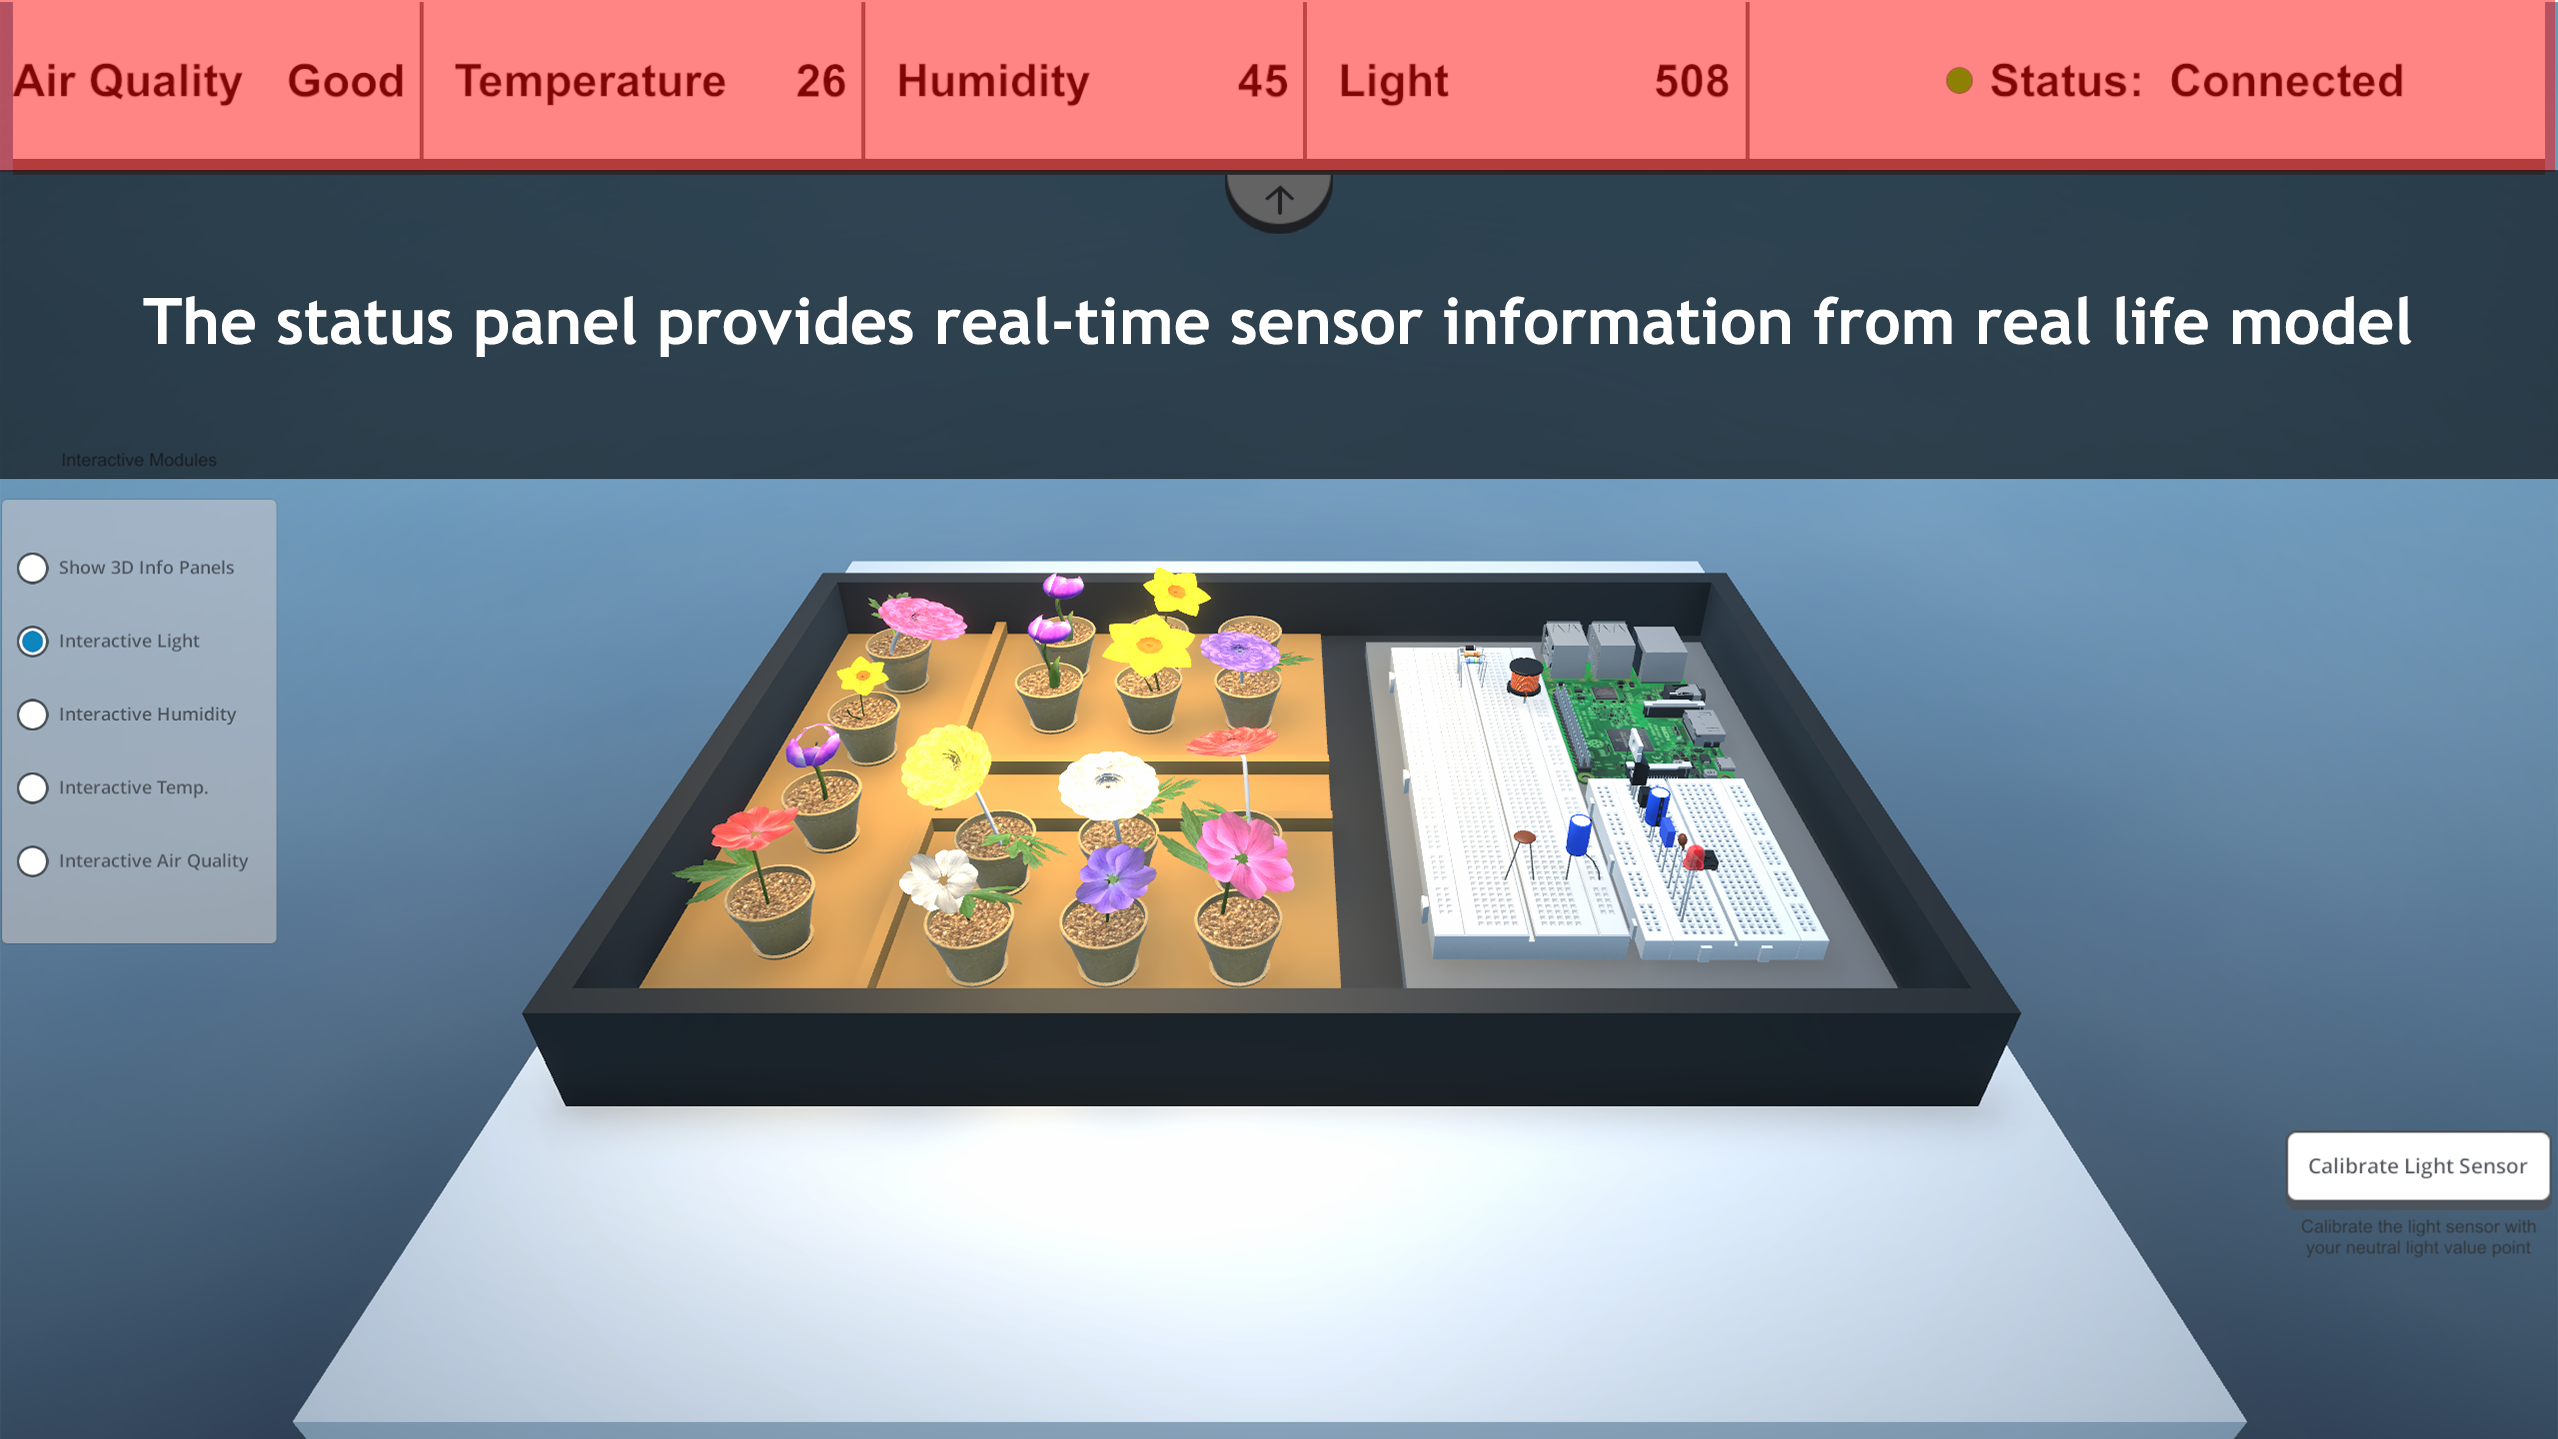 Air Quality Good Temperature 26 Humidity 45 Light 508 Status: Connected
The status panel provides real-time sensor information from real life model
Interactive Modules
Show 3D Info Panels
Interactive Light
Interactive Humidity
Interactive Temp.
Interactive Air Quality
Calibrate Light Sensor
Calibrate the light sensor with
your neutral light value point